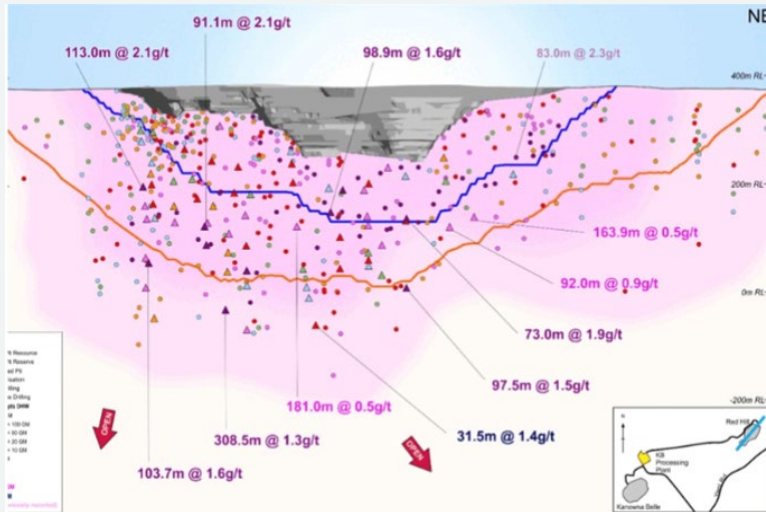 NE
91.1m @ 2.1g/t
113.0m @ 2.1g/t
98.9m @ 1.6g/t
83.0m @ 2.3g/t
400m RL
200m RL
163.9m @ 0.5g/t
92.0m @ 0.9g/t
0m RL
73.0m @ 1.9g/t
97.5m @ 1.5g/t
-200m RL
181.0m @ 0.5g/t
31.5m @ 1.4g/t
OPEN
OPEN
308.5m @ 1.3g/t
103.7m @ 1.6g/t
Resource
Reserve
N
Red Hill
KB
Processing
Plant
Kanowna Belle